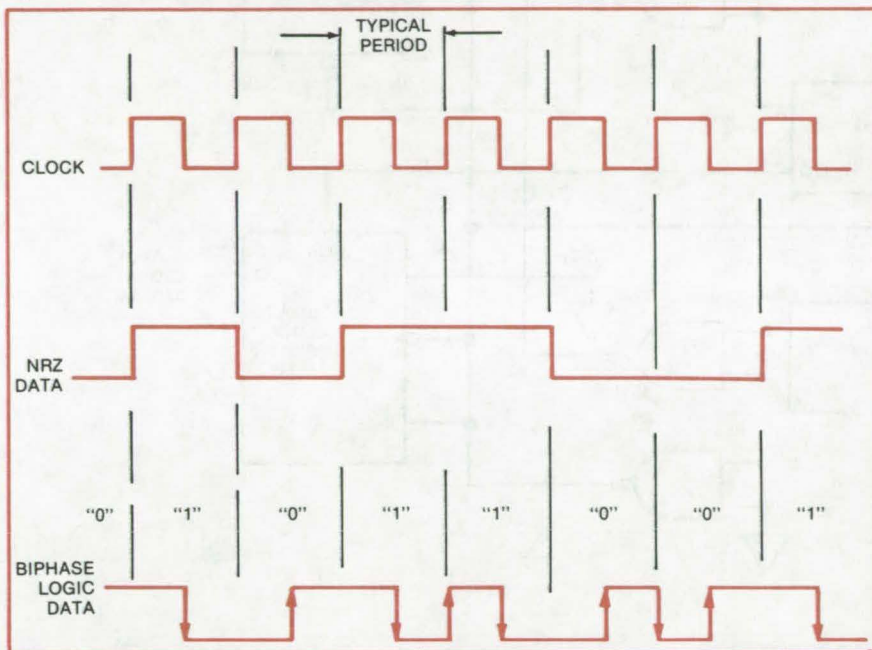 TYPICAL
PERIOD
CLOCK
NRZ
DATA
“0” “1” “0” “1” “1” “0” “0” “1”
BIPHASE
LOGIC
DATA